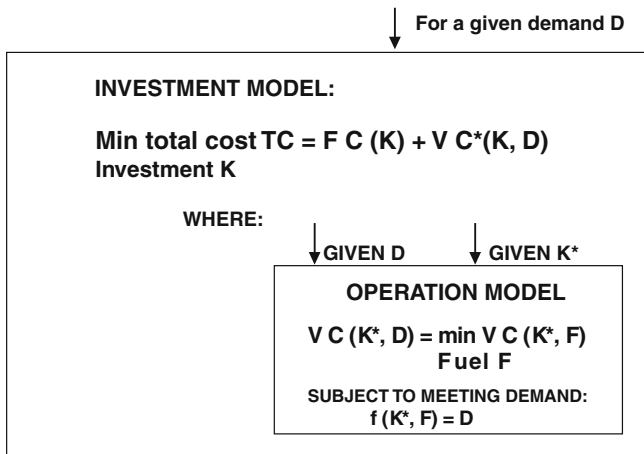 For a given demand D
INVESTMENT MODEL:
Min total cost TC = F C (K) + V C*(K, D)
Investment K
WHERE:
GIVEN D GIVEN K*
OPERATION MODEL
V C (K*, D) = min V C (K*, F)
Fuel F
SUBJECT TO MEETING DEMAND:
f (K*, F) = D